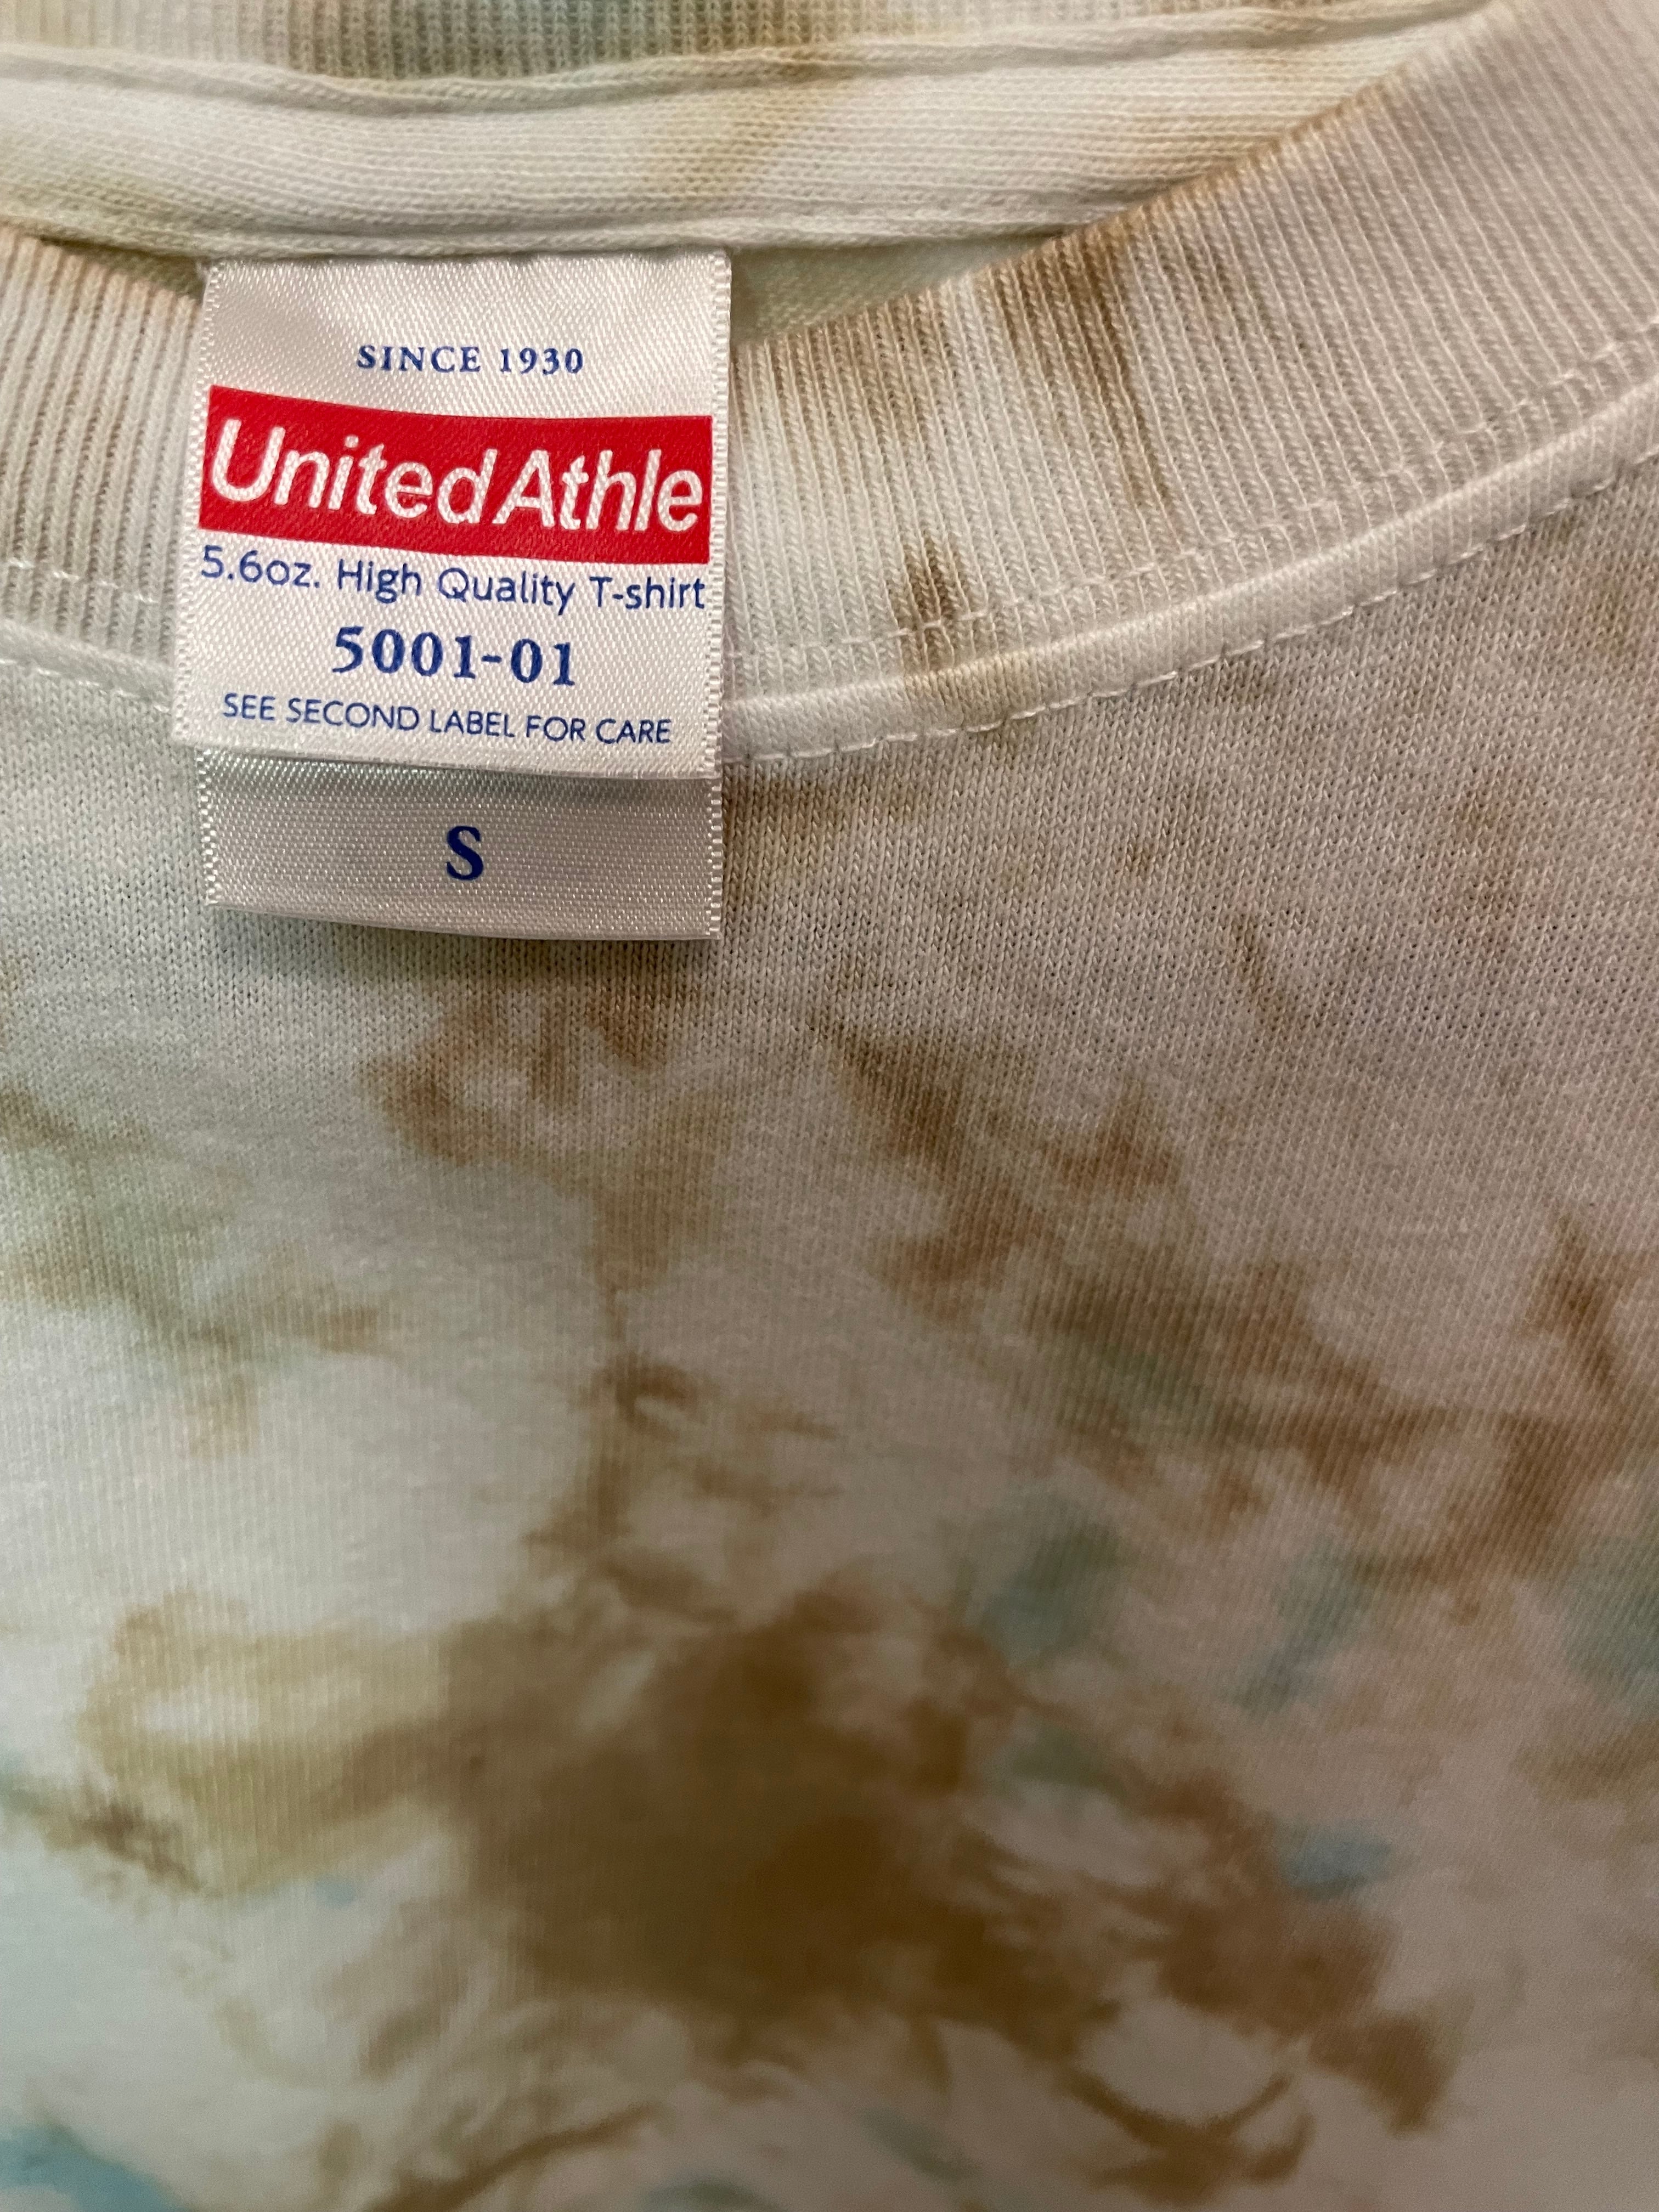 SINCE 1930
United Athle
5.6oz. High Quality T-shirt
5001-01
SEE SECOND LABEL FOR CARE
S